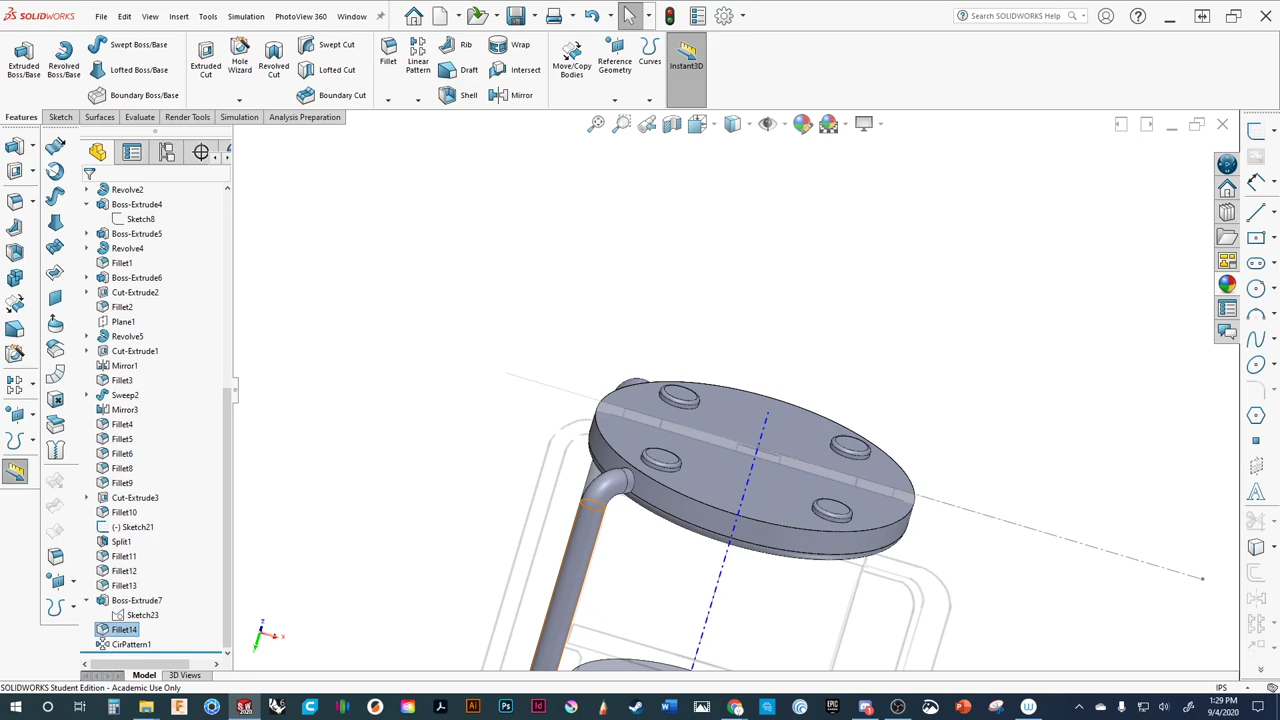 SOLIDWORKS
File
Edit
View
Insert
Tools
Simulation
PhotoView 360
Window
Search SOLIDWORKS Help
Extruded Boss/Base
Revolved Boss/Base
Swept Boss/Base
Lofted Boss/Base
Boundary Boss/Base
Extruded Cut
Hole Wizard
Revolved Cut
Swept Cut
Lofted Cut
Boundary Cut
Fillet
Linear Pattern
Rib
Draft
Shell
Wrap
Intersect
Mirror
Move/Copy Bodies
Reference Geometry
Curves
Instant3D
Features
Sketch
Surfaces
Evaluate
Render Tools
Simulation
Analysis Preparation
Revolve2
Boss-Extrude4
Sketch8
Boss-Extrude5
Revolve4
Fillet1
Boss-Extrude6
Cut-Extrude2
Fillet2
Plane1
Revolve5
Cut-Extrude1
Mirror1
Fillet3
Sweep2
Mirror3
Fillet4
Fillet5
Fillet6
Fillet8
Fillet9
Cut-Extrude3
Fillet10
(-) Sketch21
Split1
Fillet11
Fillet12
Fillet13
Boss-Extrude7
Sketch23
Fillet14
CirPattern1
z
x
Model
3D Views
SOLIDWORKS Student Edition - Academic Use Only
IPS
1:29 PM
9/4/2020